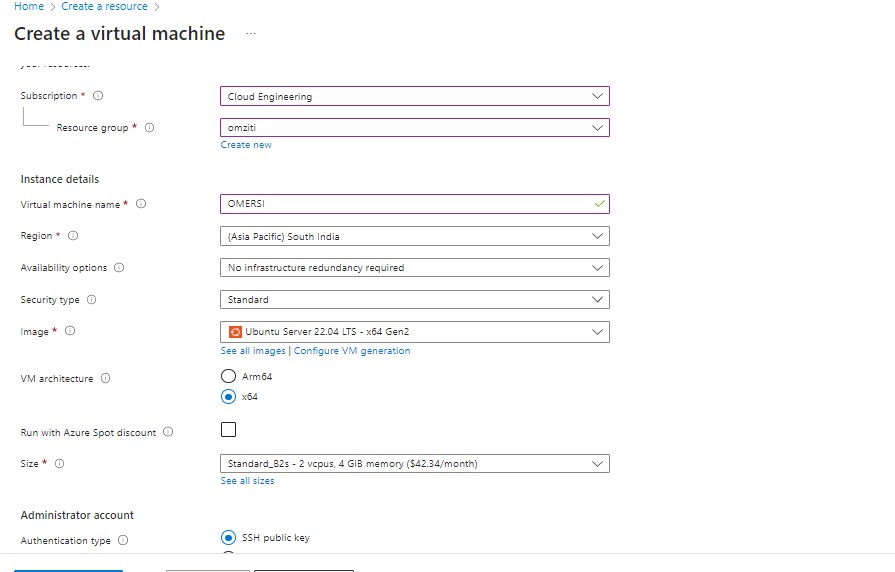 Home > Create a resource >
Create a virtual machine ...
Subscription *
Cloud Engineering
Resource group *
omziti
Create new
Instance details
Virtual machine name *
OMERSI
Region *
(Asia Pacific) South India
Availability options
No infrastructure redundancy required
Security type
Standard
Image *
Ubuntu Server 22.04 LTS - x64 Gen2
See all images | Configure VM generation
VM architecture
Arm64
x64
Run with Azure Spot discount
Size *
Standard_B2s - 2 vcpus, 4 GiB memory ($42.34/month)
See all sizes
Administrator account
Authentication type
SSH public key